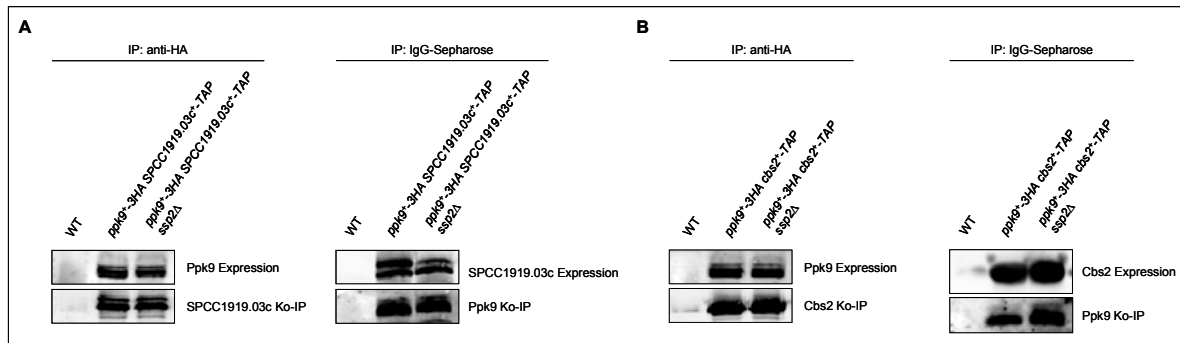 A
IP: anti-HA
WT
ppk9⁺-3HA SPCC1919.03c⁺-TAP
ppk9⁺-3HA SPCC1919.03c⁺-TAP
ssp2Δ
Ppk9 Expression
SPCC1919.03c Ko-IP
IP: IgG-Sepharose
WT
ppk9⁺-3HA SPCC1919.03c⁺-TAP
ppk9⁺-3HA SPCC1919.03c⁺-TAP
ssp2Δ
SPCC1919.03c Expression
Ppk9 Ko-IP
B
IP: anti-HA
WT
ppk9⁺-3HA cbs2⁺-TAP
ppk9⁺-3HA cbs2⁺-TAP
ssp2Δ
Ppk9 Expression
Cbs2 Ko-IP
IP: IgG-Sepharose
WT
ppk9⁺-3HA cbs2⁺-TAP
ppk9⁺-3HA cbs2⁺-TAP
ssp2Δ
Cbs2 Expression
Ppk9 Ko-IP